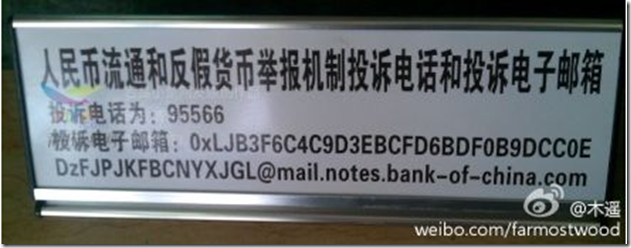 人民币流通和反假货币举报机制投诉电话和投诉电子邮箱
投诉电话为：95566
投诉电子邮箱：0xLJB3F6C4C9D3EBCFD6BDF0B9DCC0E
DzFJPJKFBCNYXJGL@mail.notes.bank-of-china.com
@木遥
weibo.com/farmostwood